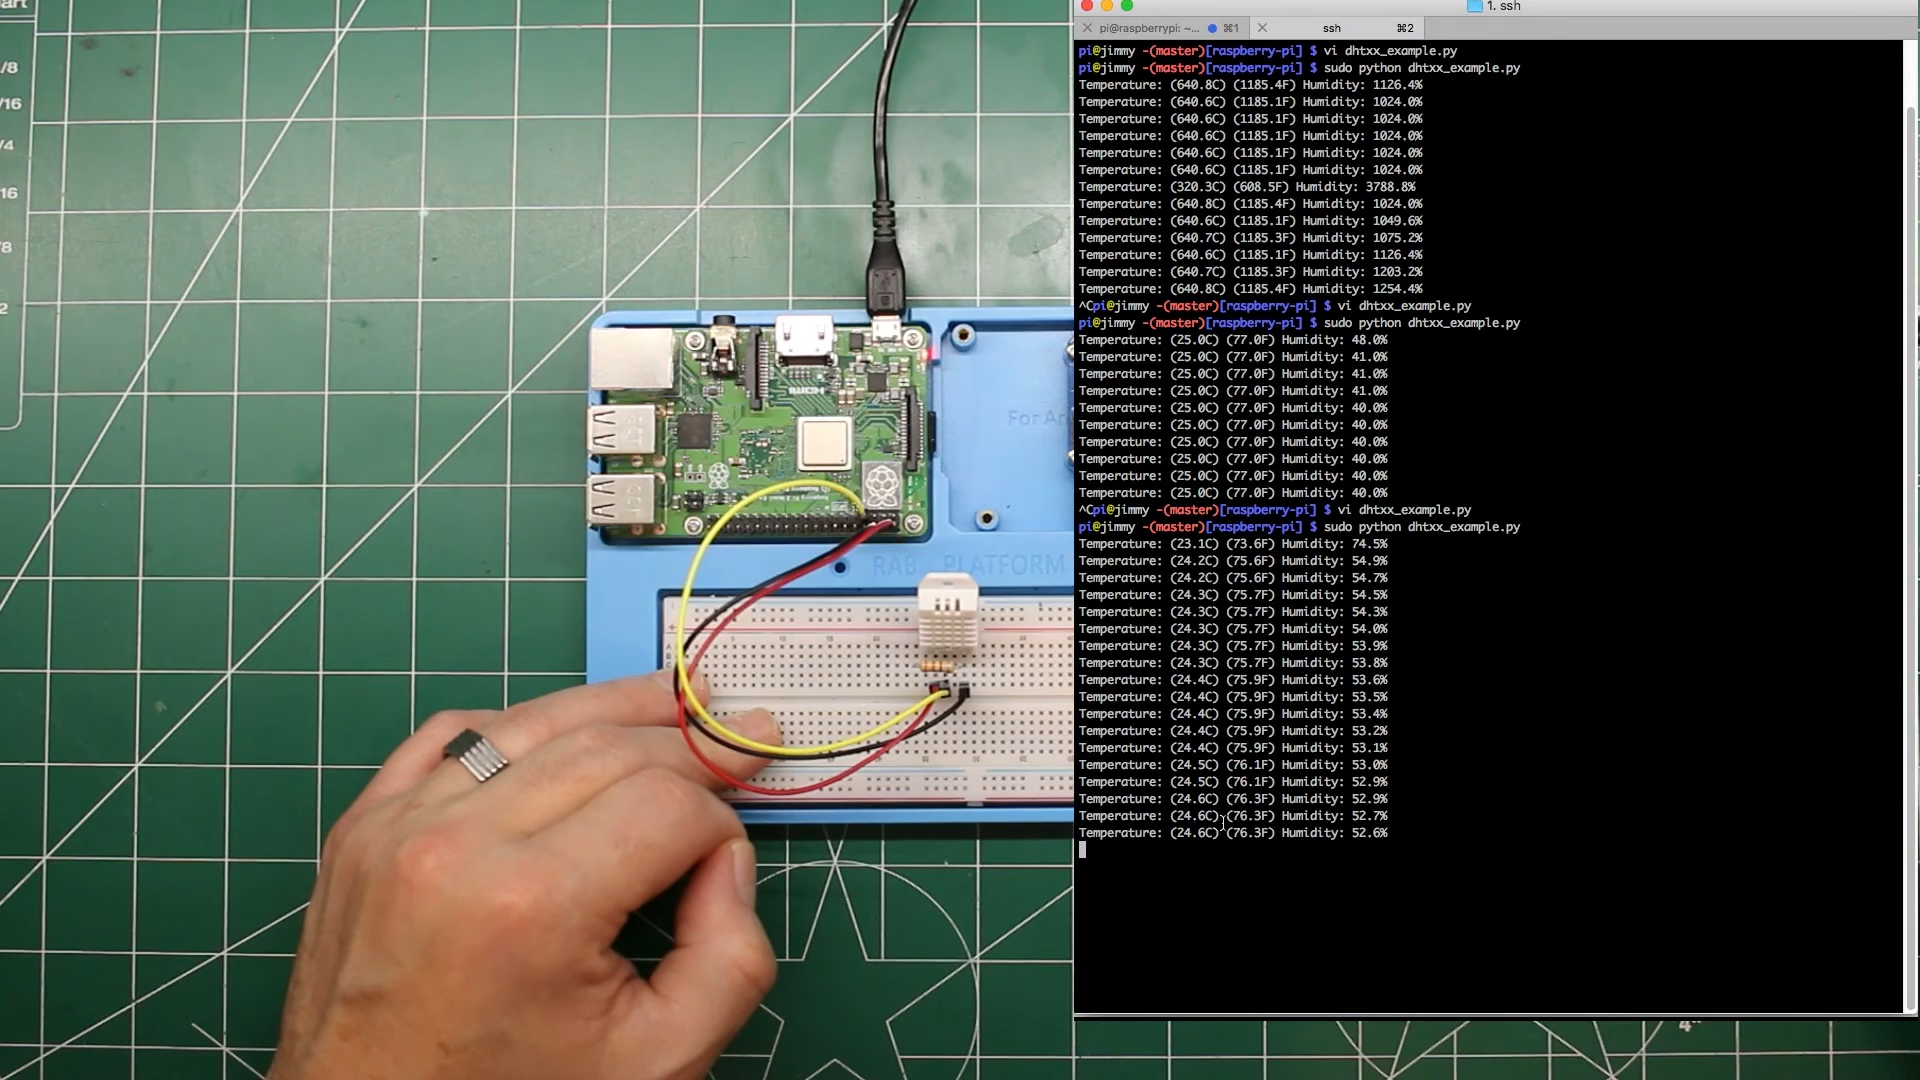 /8
/16
/4
16
/8
2
HDMI
For Ar
RAB PLATFORM
4"
1. ssh
pi@raspberrypi: ~... ⌘1
ssh ⌘2
pi@jimmy -(master)[raspberry-pi] $ vi dhtxx_example.py
pi@jimmy -(master)[raspberry-pi] $ sudo python dhtxx_example.py
Temperature: (640.8C) (1185.4F) Humidity: 1126.4%
Temperature: (640.6C) (1185.1F) Humidity: 1024.0%
Temperature: (640.6C) (1185.1F) Humidity: 1024.0%
Temperature: (640.6C) (1185.1F) Humidity: 1024.0%
Temperature: (640.6C) (1185.1F) Humidity: 1024.0%
Temperature: (640.6C) (1185.1F) Humidity: 1024.0%
Temperature: (320.3C) (608.5F) Humidity: 3788.8%
Temperature: (640.8C) (1185.4F) Humidity: 1024.0%
Temperature: (640.6C) (1185.1F) Humidity: 1049.6%
Temperature: (640.7C) (1185.3F) Humidity: 1075.2%
Temperature: (640.6C) (1185.1F) Humidity: 1126.4%
Temperature: (640.7C) (1185.3F) Humidity: 1203.2%
Temperature: (640.8C) (1185.4F) Humidity: 1254.4%
^Cpi@jimmy -(master)[raspberry-pi] $ vi dhtxx_example.py
pi@jimmy -(master)[raspberry-pi] $ sudo python dhtxx_example.py
Temperature: (25.0C) (77.0F) Humidity: 48.0%
Temperature: (25.0C) (77.0F) Humidity: 41.0%
Temperature: (25.0C) (77.0F) Humidity: 41.0%
Temperature: (25.0C) (77.0F) Humidity: 41.0%
Temperature: (25.0C) (77.0F) Humidity: 40.0%
Temperature: (25.0C) (77.0F) Humidity: 40.0%
Temperature: (25.0C) (77.0F) Humidity: 40.0%
Temperature: (25.0C) (77.0F) Humidity: 40.0%
Temperature: (25.0C) (77.0F) Humidity: 40.0%
Temperature: (25.0C) (77.0F) Humidity: 40.0%
^Cpi@jimmy -(master)[raspberry-pi] $ vi dhtxx_example.py
pi@jimmy -(master)[raspberry-pi] $ sudo python dhtxx_example.py
Temperature: (23.1C) (73.6F) Humidity: 74.5%
Temperature: (24.2C) (75.6F) Humidity: 54.9%
Temperature: (24.2C) (75.6F) Humidity: 54.7%
Temperature: (24.3C) (75.7F) Humidity: 54.5%
Temperature: (24.3C) (75.7F) Humidity: 54.3%
Temperature: (24.3C) (75.7F) Humidity: 54.0%
Temperature: (24.3C) (75.7F) Humidity: 53.9%
Temperature: (24.3C) (75.7F) Humidity: 53.8%
Temperature: (24.4C) (75.9F) Humidity: 53.6%
Temperature: (24.4C) (75.9F) Humidity: 53.5%
Temperature: (24.4C) (75.9F) Humidity: 53.4%
Temperature: (24.4C) (75.9F) Humidity: 53.2%
Temperature: (24.4C) (75.9F) Humidity: 53.1%
Temperature: (24.5C) (76.1F) Humidity: 53.0%
Temperature: (24.5C) (76.1F) Humidity: 52.9%
Temperature: (24.6C) (76.3F) Humidity: 52.9%
Temperature: (24.6C) (76.3F) Humidity: 52.7%
Temperature: (24.6C) (76.3F) Humidity: 52.6%